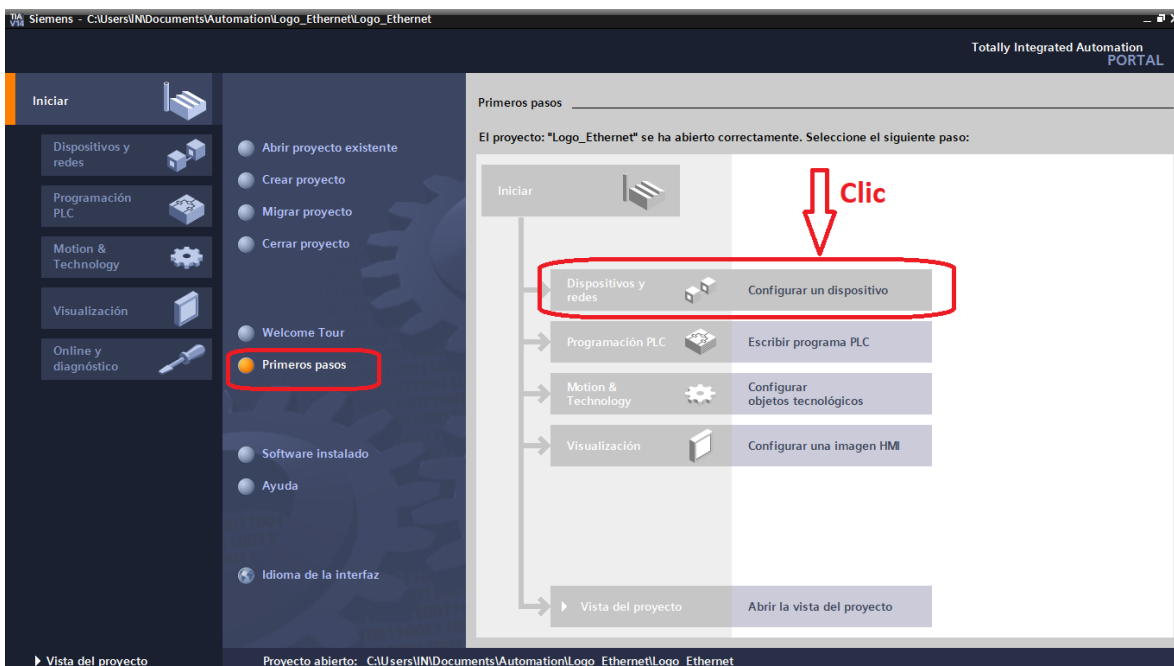 TIA
V14
Siemens - C:\Users\IN\Documents\Automation\Logo_Ethernet\Logo_Ethernet
Totally Integrated Automation
PORTAL
Iniciar
Dispositivos y
redes
Programación
PLC
Motion &
Technology
Visualización
Online y
diagnóstico
Vista del proyecto
Abrir proyecto existente
Crear proyecto
Migrar proyecto
Cerrar proyecto
Welcome Tour
Primeros pasos
Software instalado
Ayuda
Idioma de la interfaz
Primeros pasos
El proyecto: "Logo_Ethernet" se ha abierto correctamente. Seleccione el siguiente paso:
Iniciar
Clic
Dispositivos y
redes
Configurar un dispositivo
Programación PLC
Escribir programa PLC
Motion &
Technology
Configurar
objetos tecnológicos
Visualización
Configurar una imagen HMI
Vista del proyecto
Abrir la vista del proyecto
Proyecto abierto: C:\Users\IN\Documents\Automation\Logo_Ethernet\Logo_Ethernet